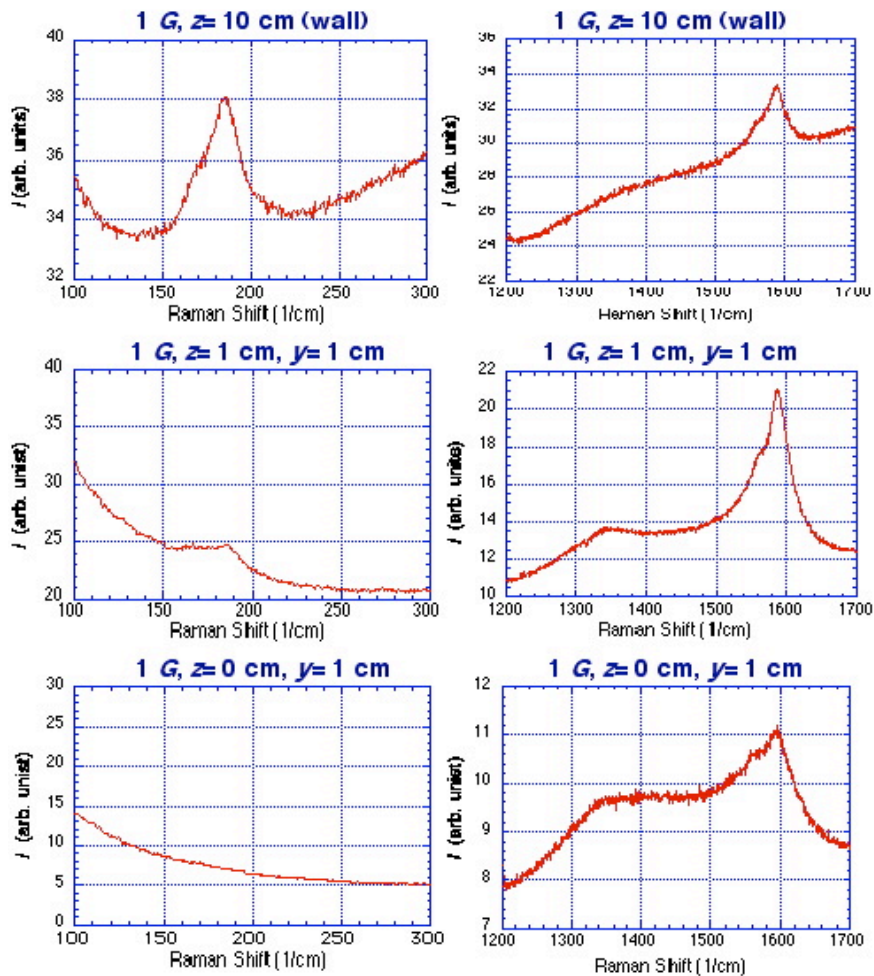 1 G, z= 10 cm (wall)
I (arb. units)
40
38
36
34
32
100 150 200 250 300
Raman Shift (1/cm)
1 G, z= 10 cm (wall)
I (arb. units)
36
34
32
30
26
24
22
1200 1300 1400 1500 1600 1700
Raman Shift (1/cm)
1 G, z= 1 cm, y= 1 cm
I (arb. unist)
40
35
30
25
20
100 150 200 250 300
Raman Shift (1/cm)
1 G, z= 1 cm, y= 1 cm
I (arb. units)
22
20
18
16
14
12
10
1200 1300 1400 1500 1600 1700
Raman Shift (1/cm)
1 G, z= 0 cm, y= 1 cm
I (arb. unist)
30
25
20
15
10
5
0
100 150 200 250 300
Raman Shift (1/cm)
1 G, z= 0 cm, y= 1 cm
I (arb. unist)
12
11
10
9
8
7
1200 1300 1400 1500 1600 1700
Raman Shift (1/cm)